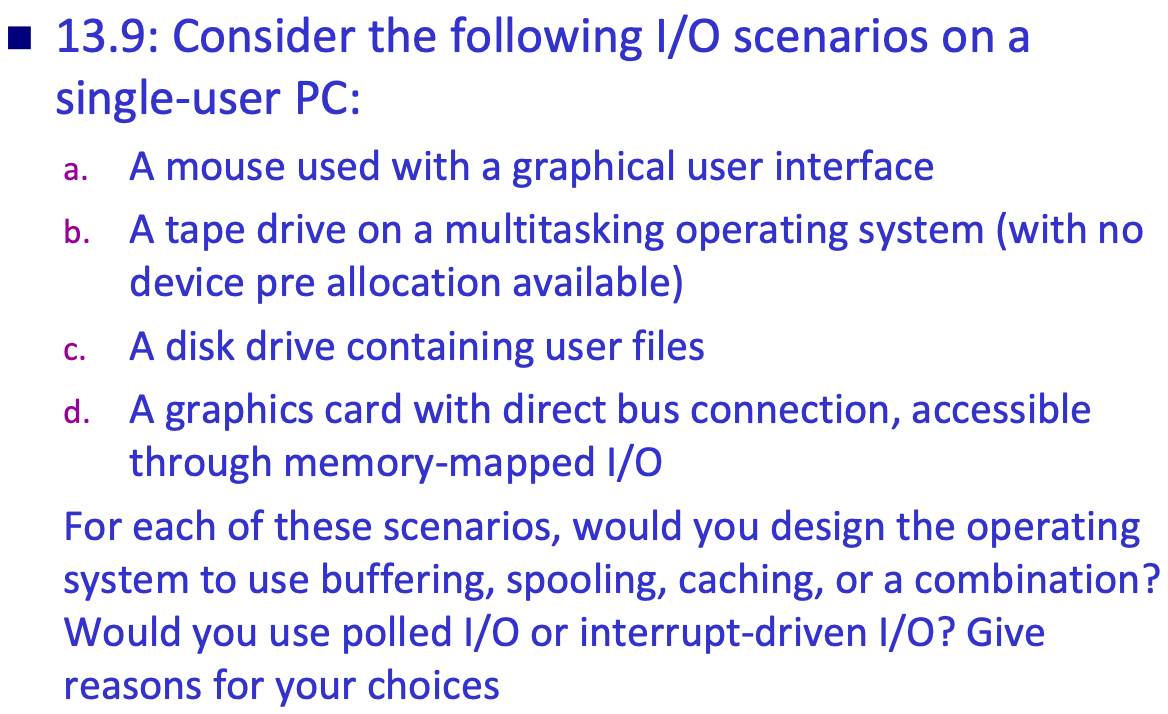 ■ 13.9: Consider the following I/O scenarios on a
single-user PC:
a. A mouse used with a graphical user interface
b. A tape drive on a multitasking operating system (with no
device pre allocation available)
c. A disk drive containing user files
d. A graphics card with direct bus connection, accessible
through memory-mapped I/O
For each of these scenarios, would you design the operating
system to use buffering, spooling, caching, or a combination?
Would you use polled I/O or interrupt-driven I/O? Give
reasons for your choices